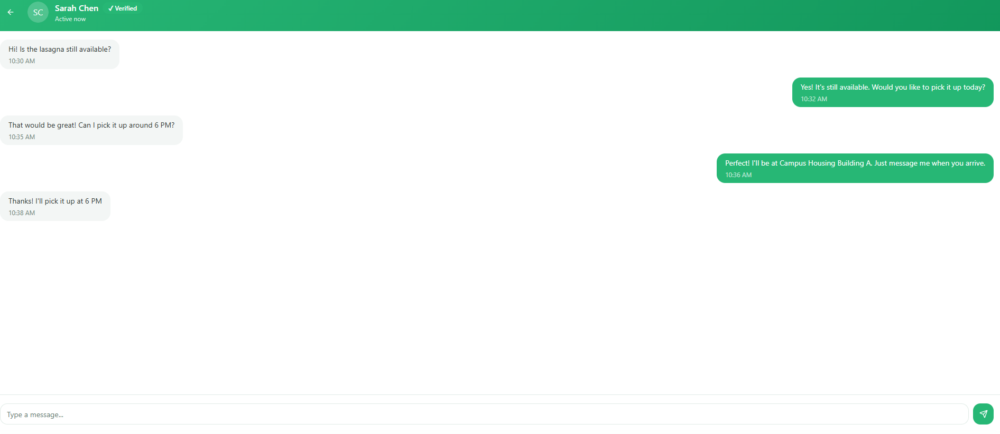 SC
Sarah Chen ✓ Verified
Active now
Hi! Is the lasagna still available?
10:30 AM
Yes! It's still available. Would you like to pick it up today?
10:32 AM
That would be great! Can I pick it up around 6 PM?
10:35 AM
Perfect! I'll be at Campus Housing Building A. Just message me when you arrive.
10:36 AM
Thanks! I'll pick it up at 6 PM
10:38 AM
Type a message...